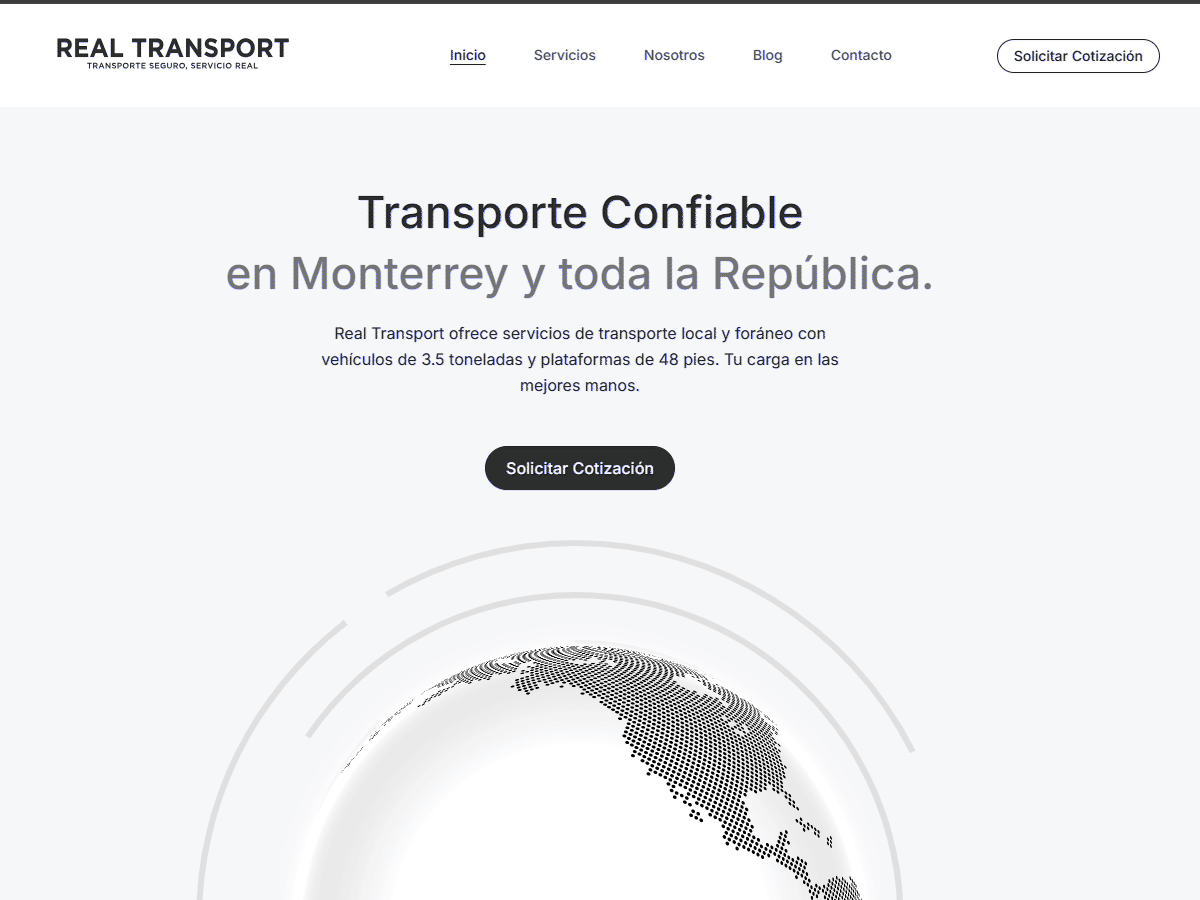 REAL TRANSPORT
TRANSPORTE SEGURO, SERVICIO REAL
Inicio
Servicios
Nosotros
Blog
Contacto
Solicitar Cotización
Transporte Confiable
en Monterrey y toda la República.
Real Transport ofrece servicios de transporte local y foráneo con
vehículos de 3.5 toneladas y plataformas de 48 pies. Tu carga en las
mejores manos.
Solicitar Cotización